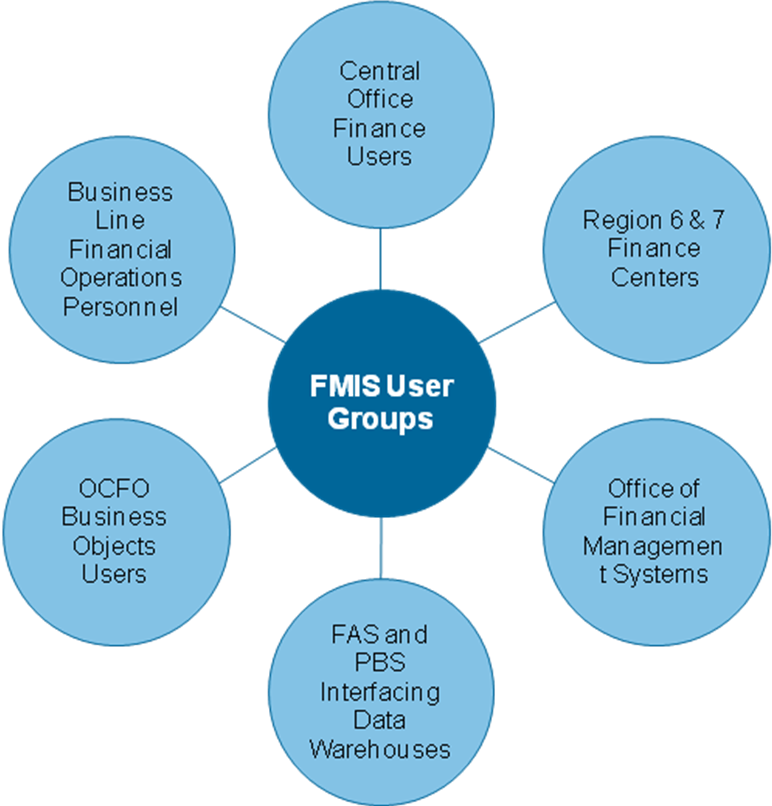 Central
Office
Finance
Users
Business
Line
Financial
Operations
Personnel
Region 6 & 7
Finance
Centers
FMIS User
Groups
OCFO
Business
Objects
Users
Office of
Financial
Managemen
t Systems
FAS and
PBS
Interfacing
Data
Warehouses